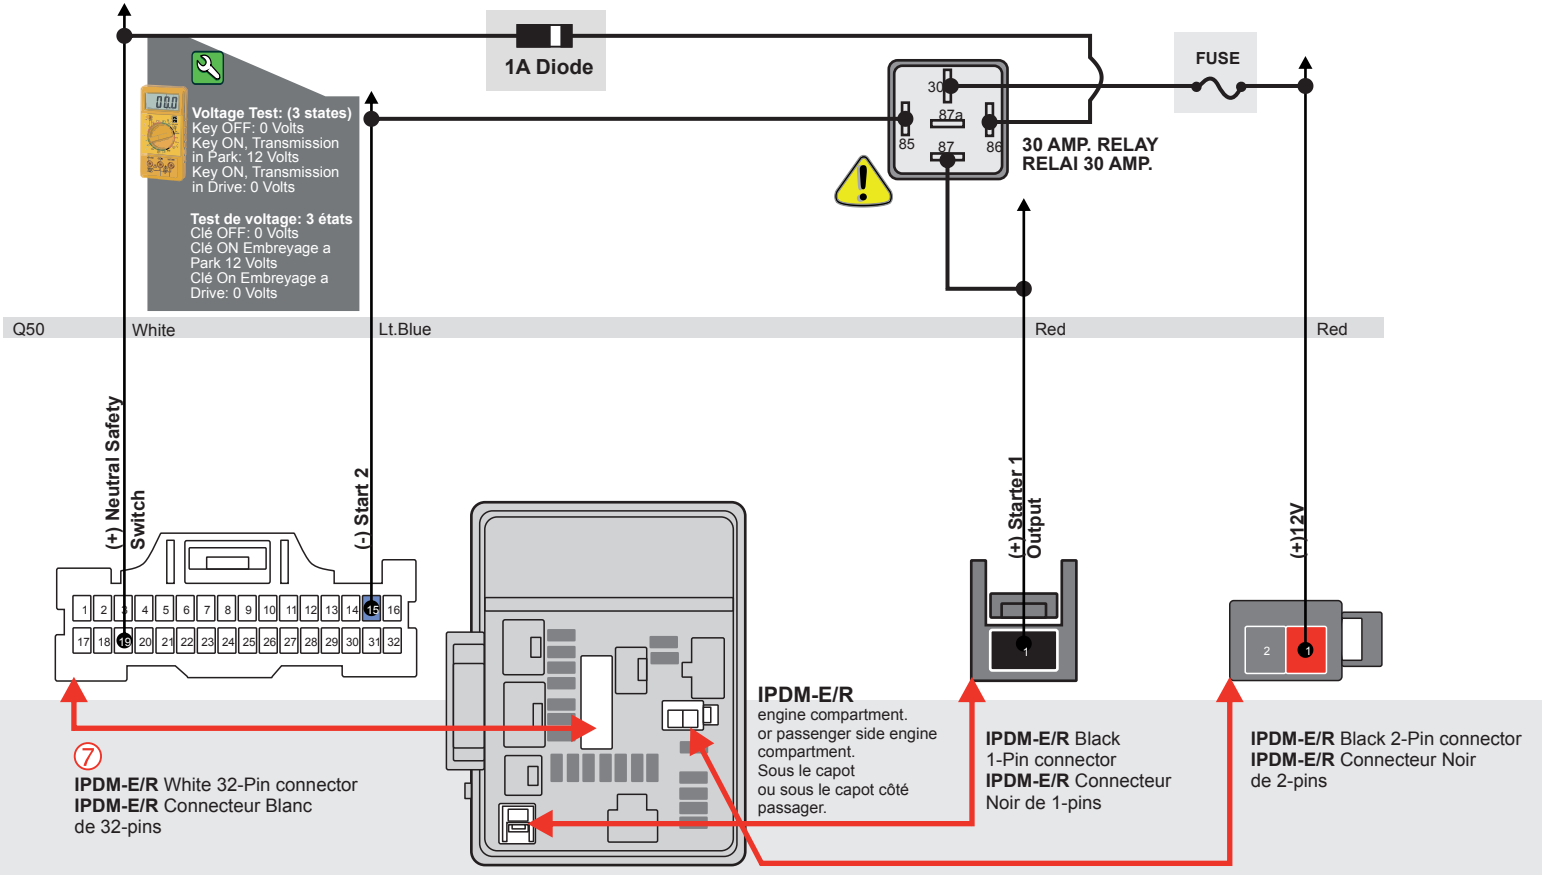 1A Diode
FUSE
00.0
Voltage Test: (3 states)
Key OFF: 0 Volts
Key ON, Transmission
in Park: 12 Volts
Key ON, Transmission
in Drive: 0 Volts
Test de voltage: 3 états
Clé OFF: 0 Volts
Clé ON Embreyage a
Park 12 Volts
Clé On Embreyage a
Drive: 0 Volts
30
87a
85
87
86
30 AMP. RELAY
RELAI 30 AMP.
Q50
White
Lt.Blue
Red
Red
(+) Neutral Safety
Switch
(-) Start 2
(+) Starter 1
Output
(+)12V
1 2 3 4 5 6 7 8 9 10 11 12 13 14 15 16
17 18 19 20 21 22 23 24 25 26 27 28 29 30 31 32
1
2 1
7
IPDM-E/R White 32-Pin connector
IPDM-E/R Connecteur Blanc
de 32-pins
IPDM-E/R
engine compartment.
or passenger side engine
compartment.
Sous le capot
ou sous le capot côté
passager.
IPDM-E/R Black
1-Pin connector
IPDM-E/R Connecteur
Noir de 1-pins
IPDM-E/R Black 2-Pin connector
IPDM-E/R Connecteur Noir
de 2-pins